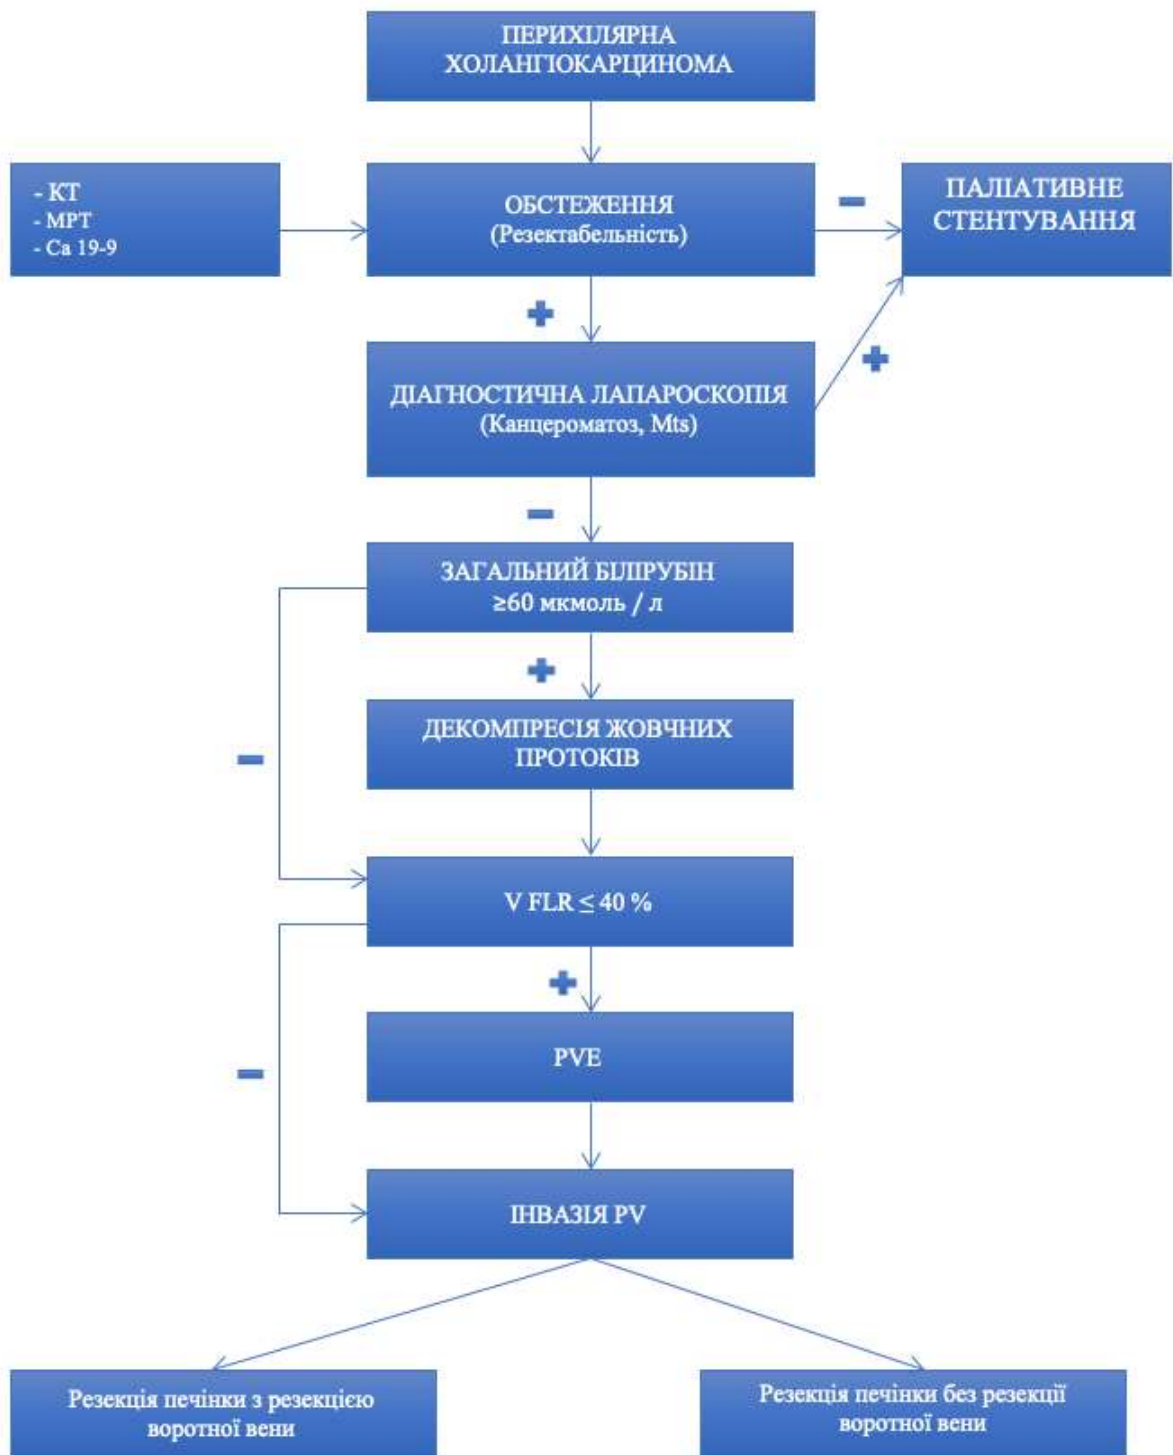 ПЕРИХІЛЯРНА
ХОЛАНГІОКАРЦИНОМА
- КТ
- МРТ
- Са 19-9
ОБСТЕЖЕННЯ
(Резектабельність)
ПАЛІАТИВНЕ
СТЕНТУВАННЯ
ДІАГНОСТИЧНА ЛАПАРОСКОПІЯ
(Канцероматоз, Mts)
ЗАГАЛЬНИЙ БІЛІРУБІН
≥60 мкмоль / л
ДЕКОМПРЕСІЯ ЖОВЧНИХ
ПРОТОКІВ
V FLR ≤ 40 %
PVE
ІНВАЗІЯ PV
Резекція печінки з резекцією
воротної вени
Резекція печінки без резекції
воротної вени